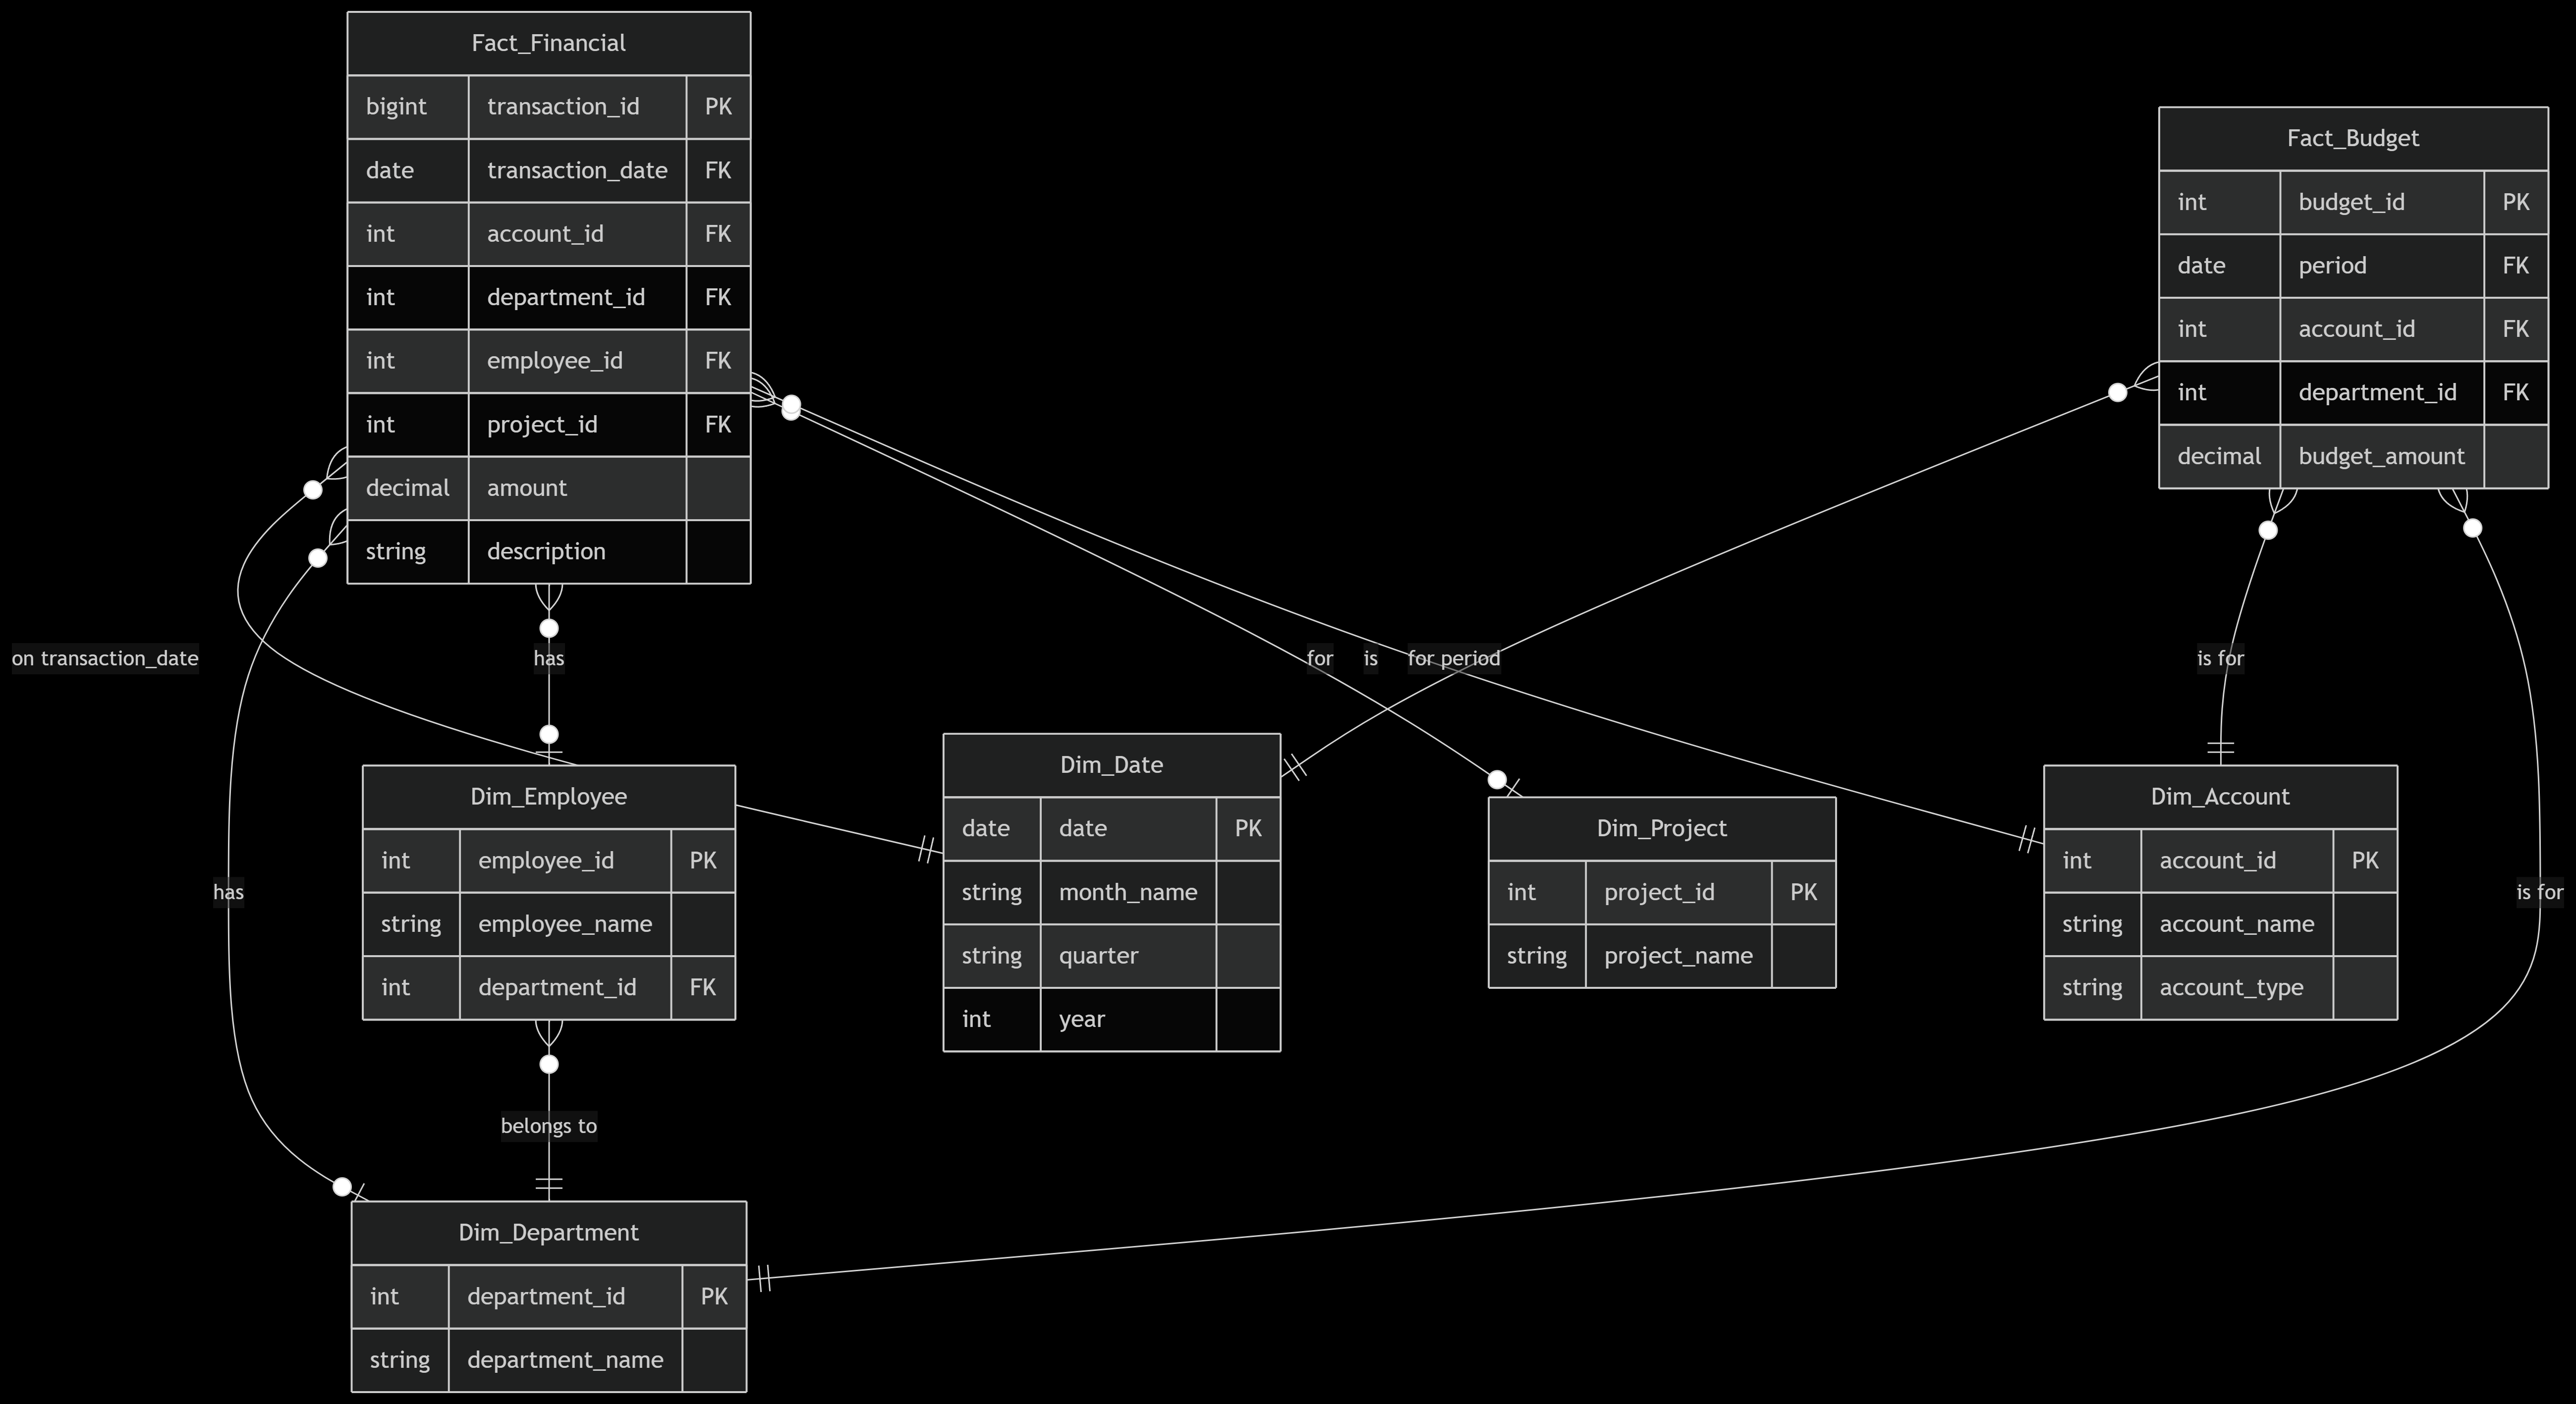 Fact_Financial
bigint transaction_id PK
date transaction_date FK
int account_id FK
int department_id FK
int employee_id FK
int project_id FK
decimal amount
string description
Fact_Budget
int budget_id PK
date period FK
int account_id FK
int department_id FK
decimal budget_amount
on transaction_date
has
for
is
for period
is for
Dim_Employee
int employee_id PK
string employee_name
int department_id FK
Dim_Date
date date PK
string month_name
string quarter
int year
Dim_Project
int project_id PK
string project_name
Dim_Account
int account_id PK
string account_name
string account_type
has
is for
belongs to
Dim_Department
int department_id PK
string department_name